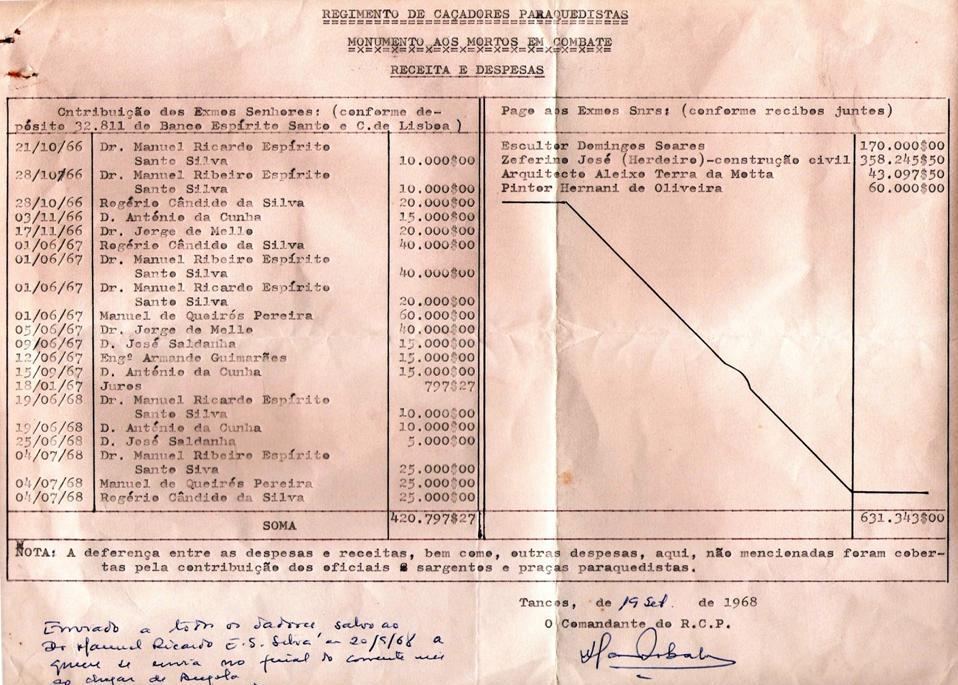 REGIMENTO DE CAÇADORES PARAQUEDISTAS
MONUMENTO AOS MORTOS EM COMBATE
RECEITA E DESPESAS
Cntribuição dos Exmos Senhores: (conforme de-
pósito 32.811 do Banco Espírito Santo e C.de Lisboa)
21/10/66 Dr. Manuel Ricardo Espírito
Santo Silva 10.000$00
28/10/66 Dr. Manuel Ribeiro Espírito
Santo Silva 10.000$00
28/10/66 Rogério Cândido da Silva 20.000$00
03/11/66 D. António da Cunha 15.000$00
17/11/66 Dr. Jorge de Mello 20.000$00
01/06/67 Rogério Cândido da Silva 40.000$00
01/06/67 Dr. Manuel Ribeiro Espírito
Santo Silva 40.000$00
01/06/67 Dr. Manuel Ricardo Espírito
Santo Silva 20.000$00
01/06/67 Manuel de Queirós Pereira 60.000$00
05/06/67 Dr. Jorge de Mello 40.000$00
09/06/67 D. José Saldanha 15.000$00
12/06/67 Engº Armando Guimarães 15.000$00
15/09/67 D. António da Cunha 15.000$00
18/01/67 Juros 797$27
19/06/68 Dr. Manuel Ricardo Espírito
Santo Silva 10.000$00
19/06/68 D. António da Cunha 10.000$00
25/06/68 D. José Saldanha 5.000$00
04/07/68 Dr. Manuel Ribeiro Espírito
Santo Siva 25.000$00
04/07/68 Manuel de Queirós Pereira 25.000$00
04/07/68 Rogério Cândido da Silva 25.000$00
SOMA 420.797$27
Pago aos Exmos Snrs: (conforme recibos juntos)
Escultor Domingos Soares 170.000$00
Zeferino José (Herdeiro)-construção civil 358.245$50
Arquitecto Aleixo Terra da Motta 43.097$50
Pintor Hernani de Oliveira 60.000$00
631.343$00
NOTA: A deferença entre as despesas e receitas, bem como, outras despesas, aqui, não mencionadas foram cober-
tas pela contribuição dos oficiais e sargentos e praças paraquedistas.
Tancos, de 19 Set. de 1968
O Comandante do R.C.P.
Enviado a todos os dadores salvo ao
Dr Manuel Ricardo E.S. Silva em 20/9/68 a
quem se envia no final do corrente mês
ao chegar de Angola